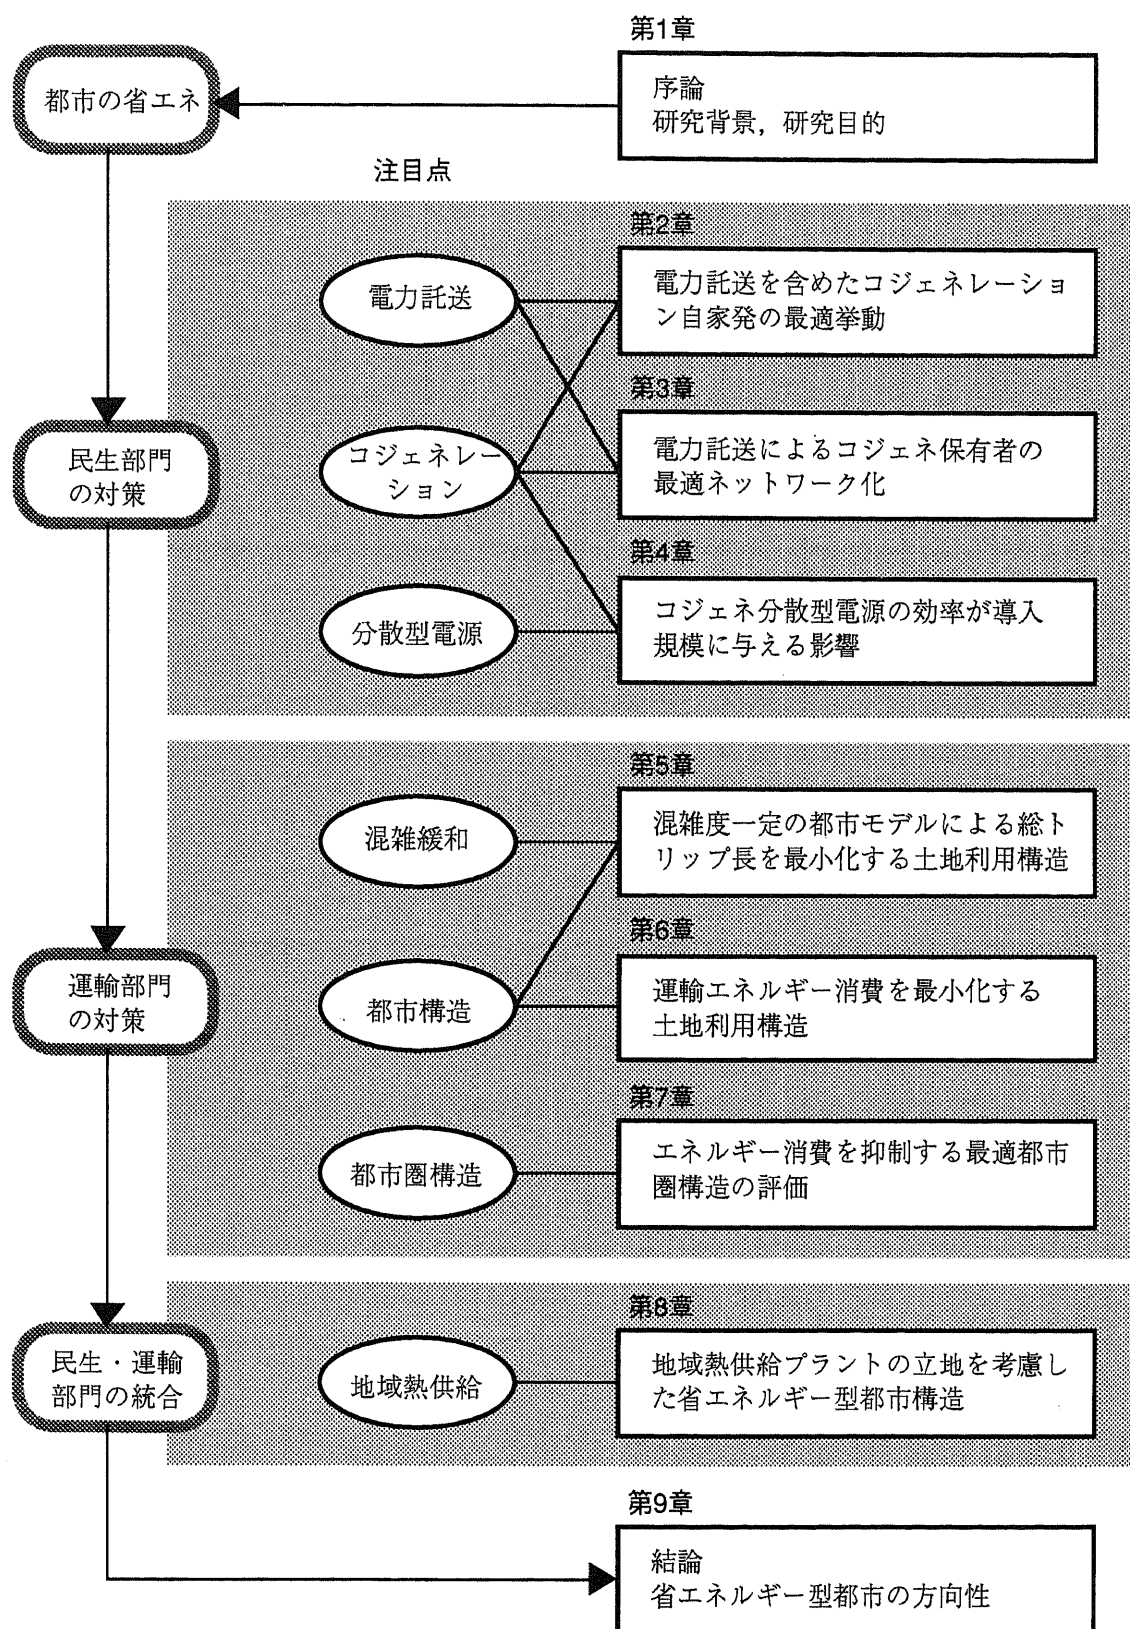 第1章
都市の省エネ
序論
研究背景，研究目的
注目点
第2章
電力託送
電力託送を含めたコジェネレーショ
ン自家発の最適挙動
第3章
民生部門
の対策
コジェネレー
ション
電力託送によるコジェネ保有者の
最適ネットワーク化
第4章
分散型電源
コジェネ分散型電源の効率が導入
規模に与える影響
第5章
混雑緩和
混雑度一定の都市モデルによる総ト
リップ長を最小化する土地利用構造
第6章
運輸部門
の対策
都市構造
運輸エネルギー消費を最小化する
土地利用構造
第7章
都市圏構造
エネルギー消費を抑制する最適都市
圏構造の評価
第8章
民生・運輸
部門の統合
地域熱供給
地域熱供給プラントの立地を考慮し
た省エネルギー型都市構造
第9章
結論
省エネルギー型都市の方向性